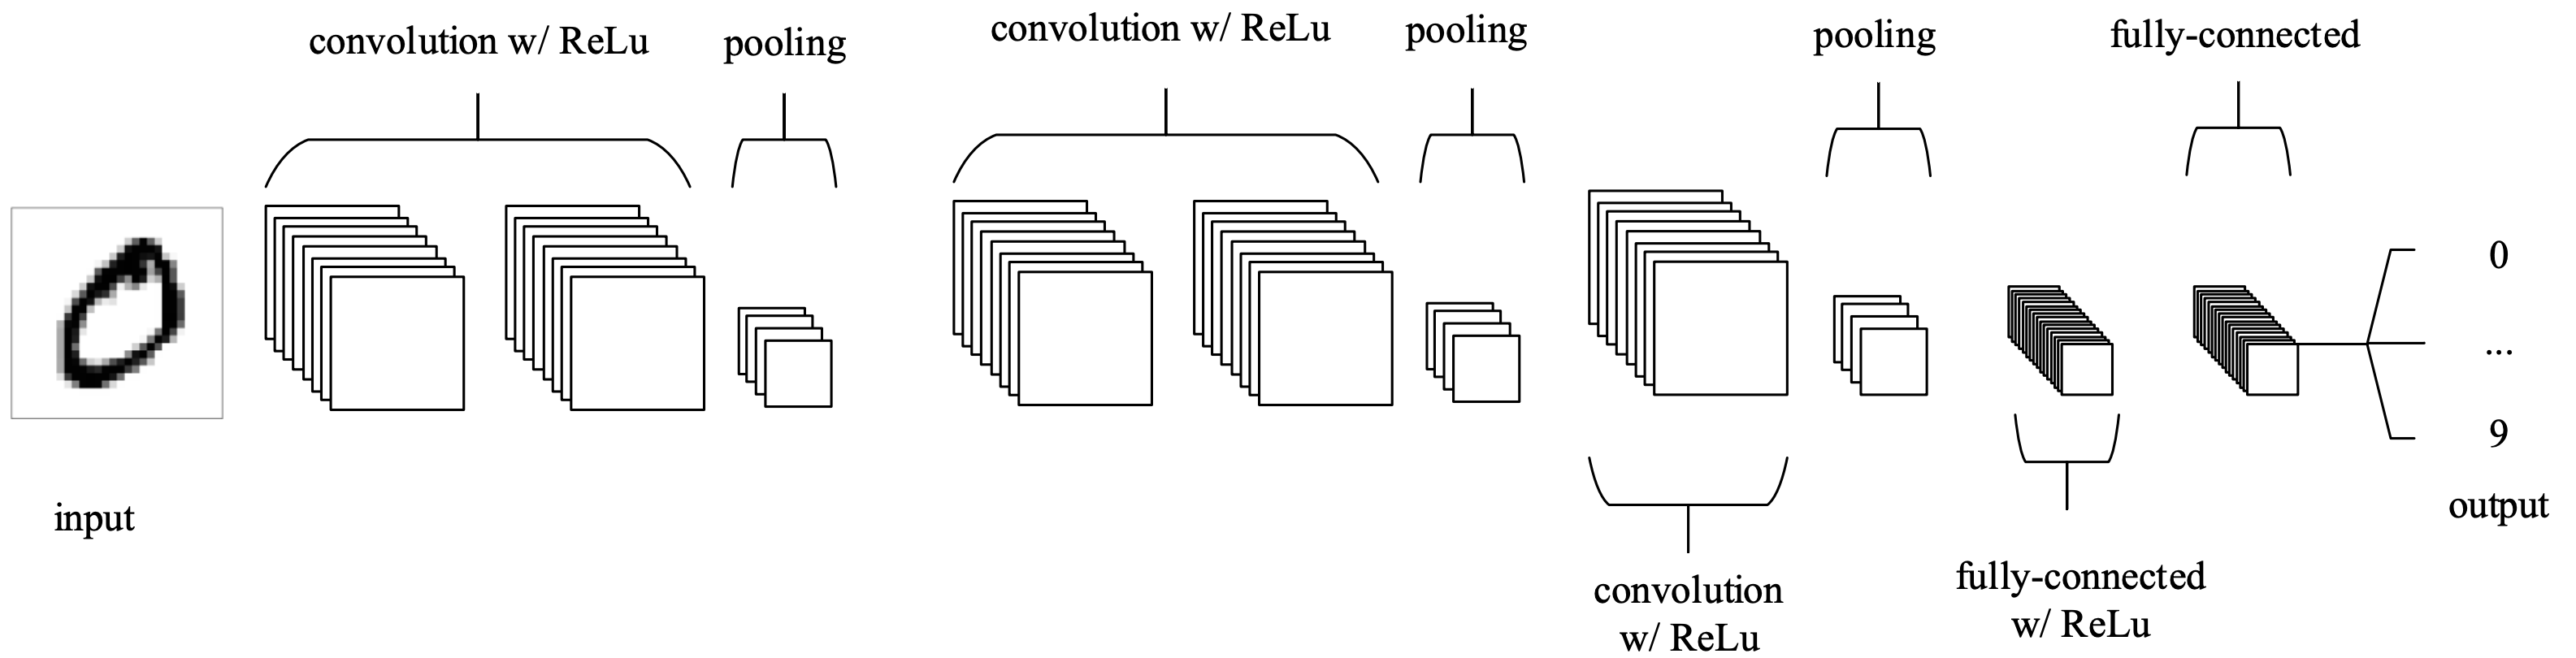 convolution w/ ReLu
pooling
convolution w/ ReLu
pooling
pooling
fully-connected
0
...
9
input
output
convolution
w/ ReLu
fully-connected
w/ ReLu